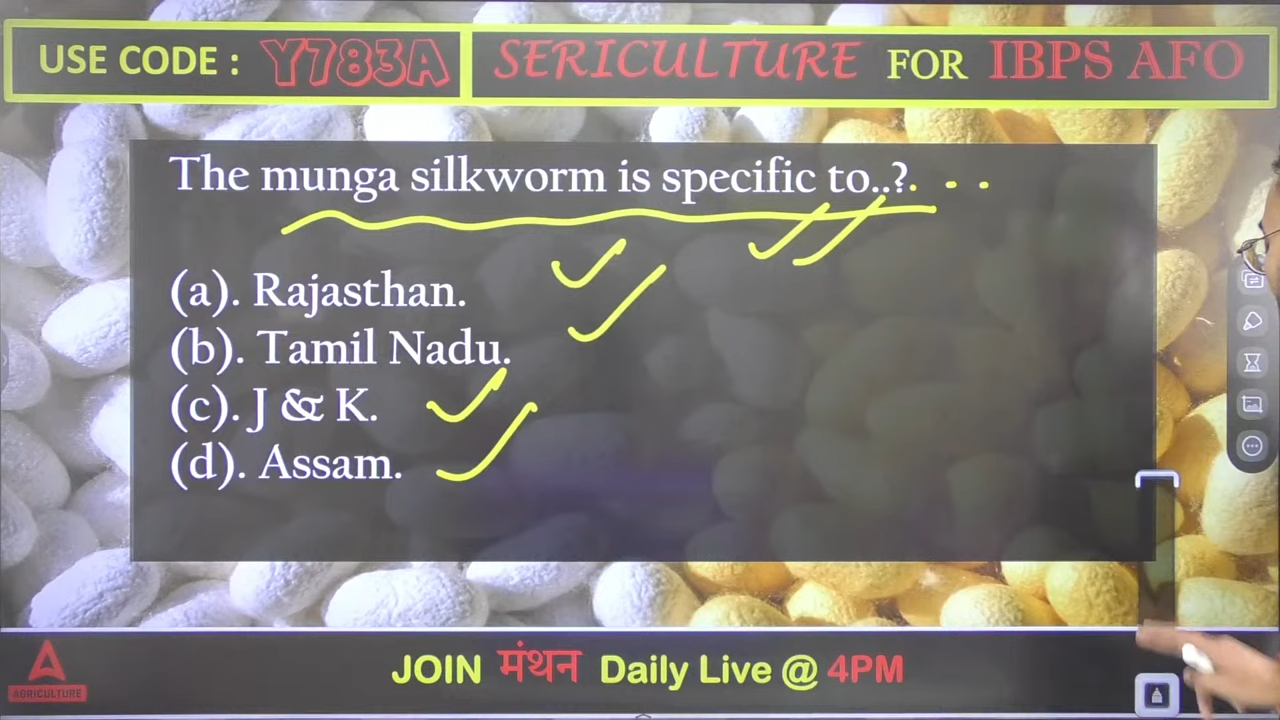 USE CODE : Y783A
SERICULTURE FOR IBPS AFO
The munga silkworm is specific to..?.
(a). Rajasthan.
(b). Tamil Nadu.
(c). J & K.
(d). Assam.
JOIN मंथन Daily Live @ 4PM
A
AGRICULTURE